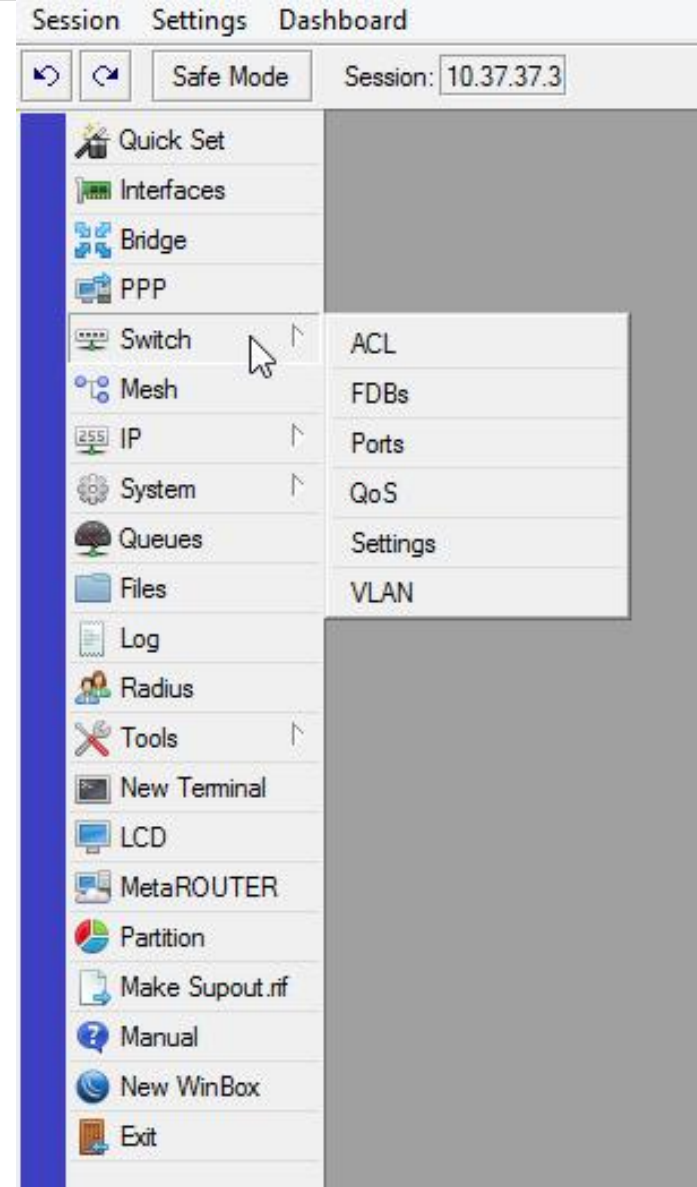 Session Settings Dashboard
Safe Mode Session: 10.37.37.3
Quick Set
Interfaces
Bridge
PPP
Switch
Mesh
255 IP
System
Queues
Files
Log
Radius
Tools
New Terminal
LCD
MetaROUTER
Partition
Make Supout.rif
Manual
New WinBox
Exit
ACL
FDBs
Ports
QoS
Settings
VLAN